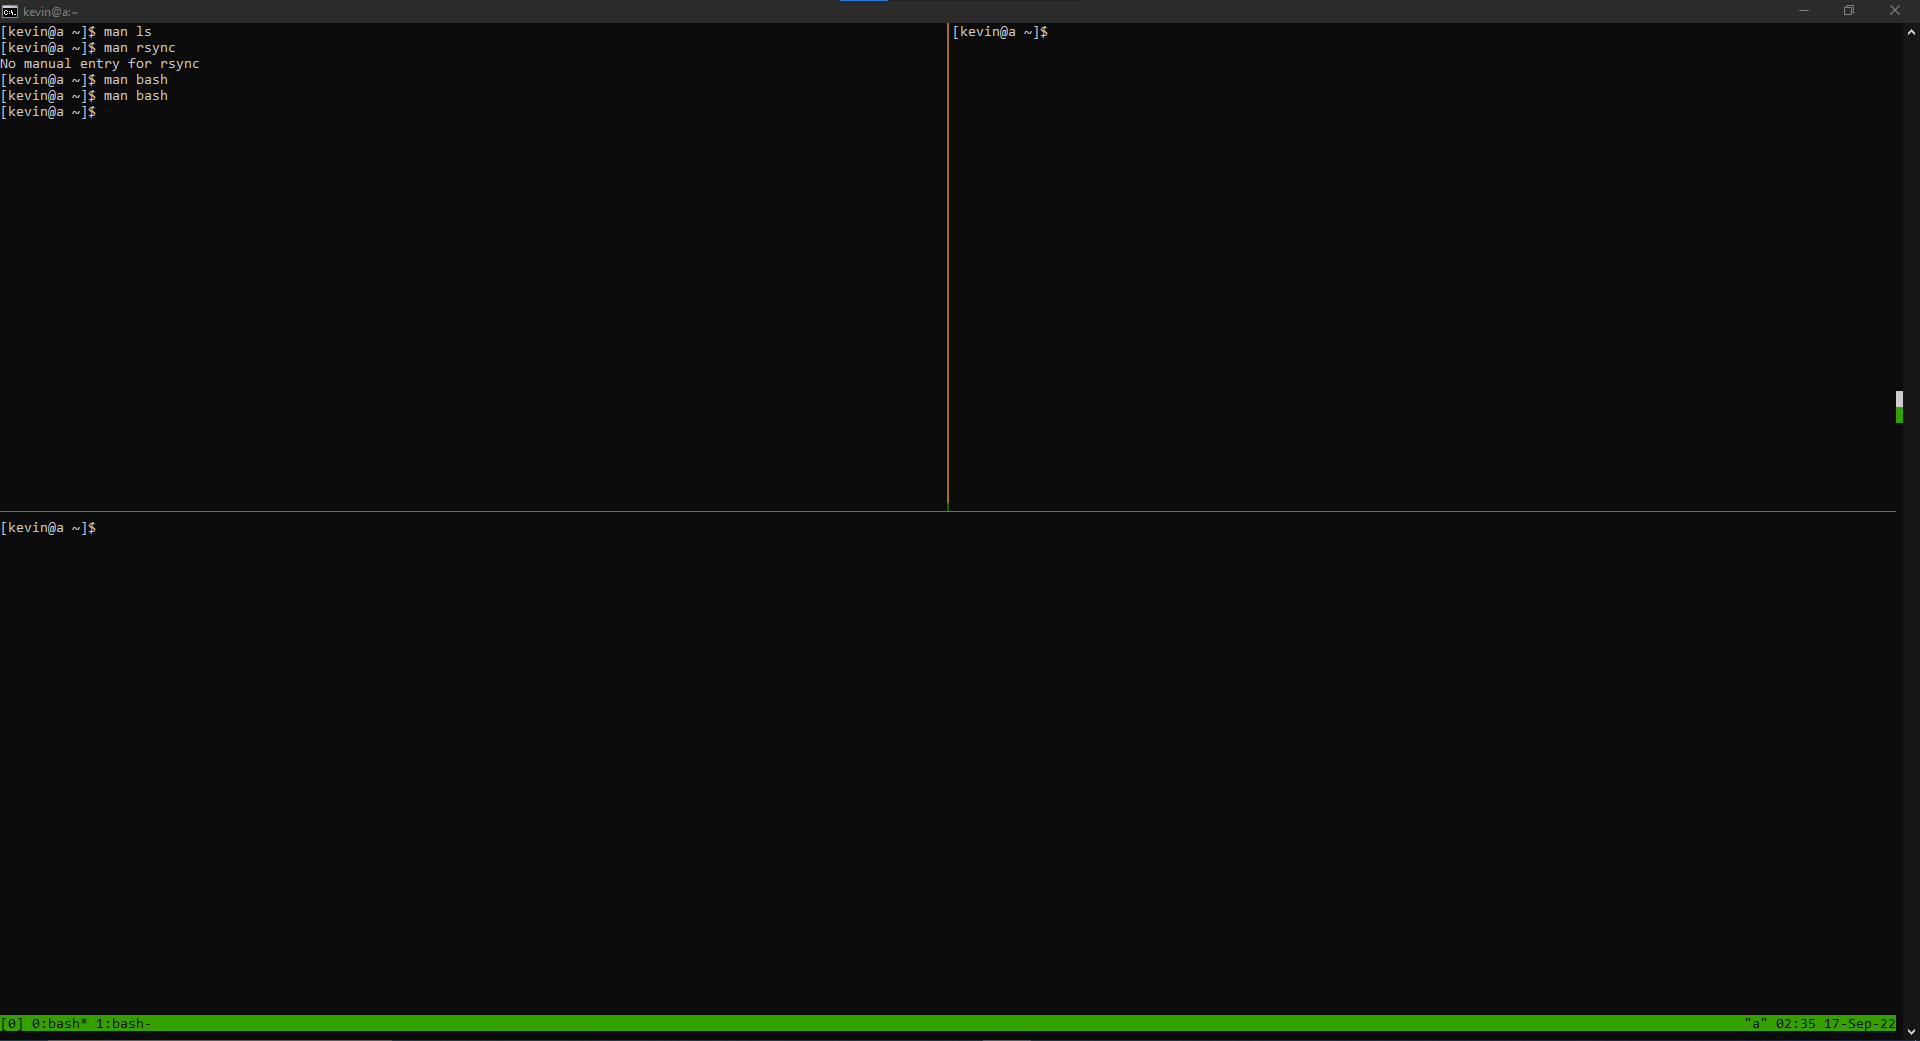 kevin@a:~
[kevin@a ~]$ man ls
[kevin@a ~]$ man rsync
No manual entry for rsync
[kevin@a ~]$ man bash
[kevin@a ~]$ man bash
[kevin@a ~]$
[kevin@a ~]$
[kevin@a ~]$
[0] 0:bash* 1:bash- "a" 02:35 17-Sep-22